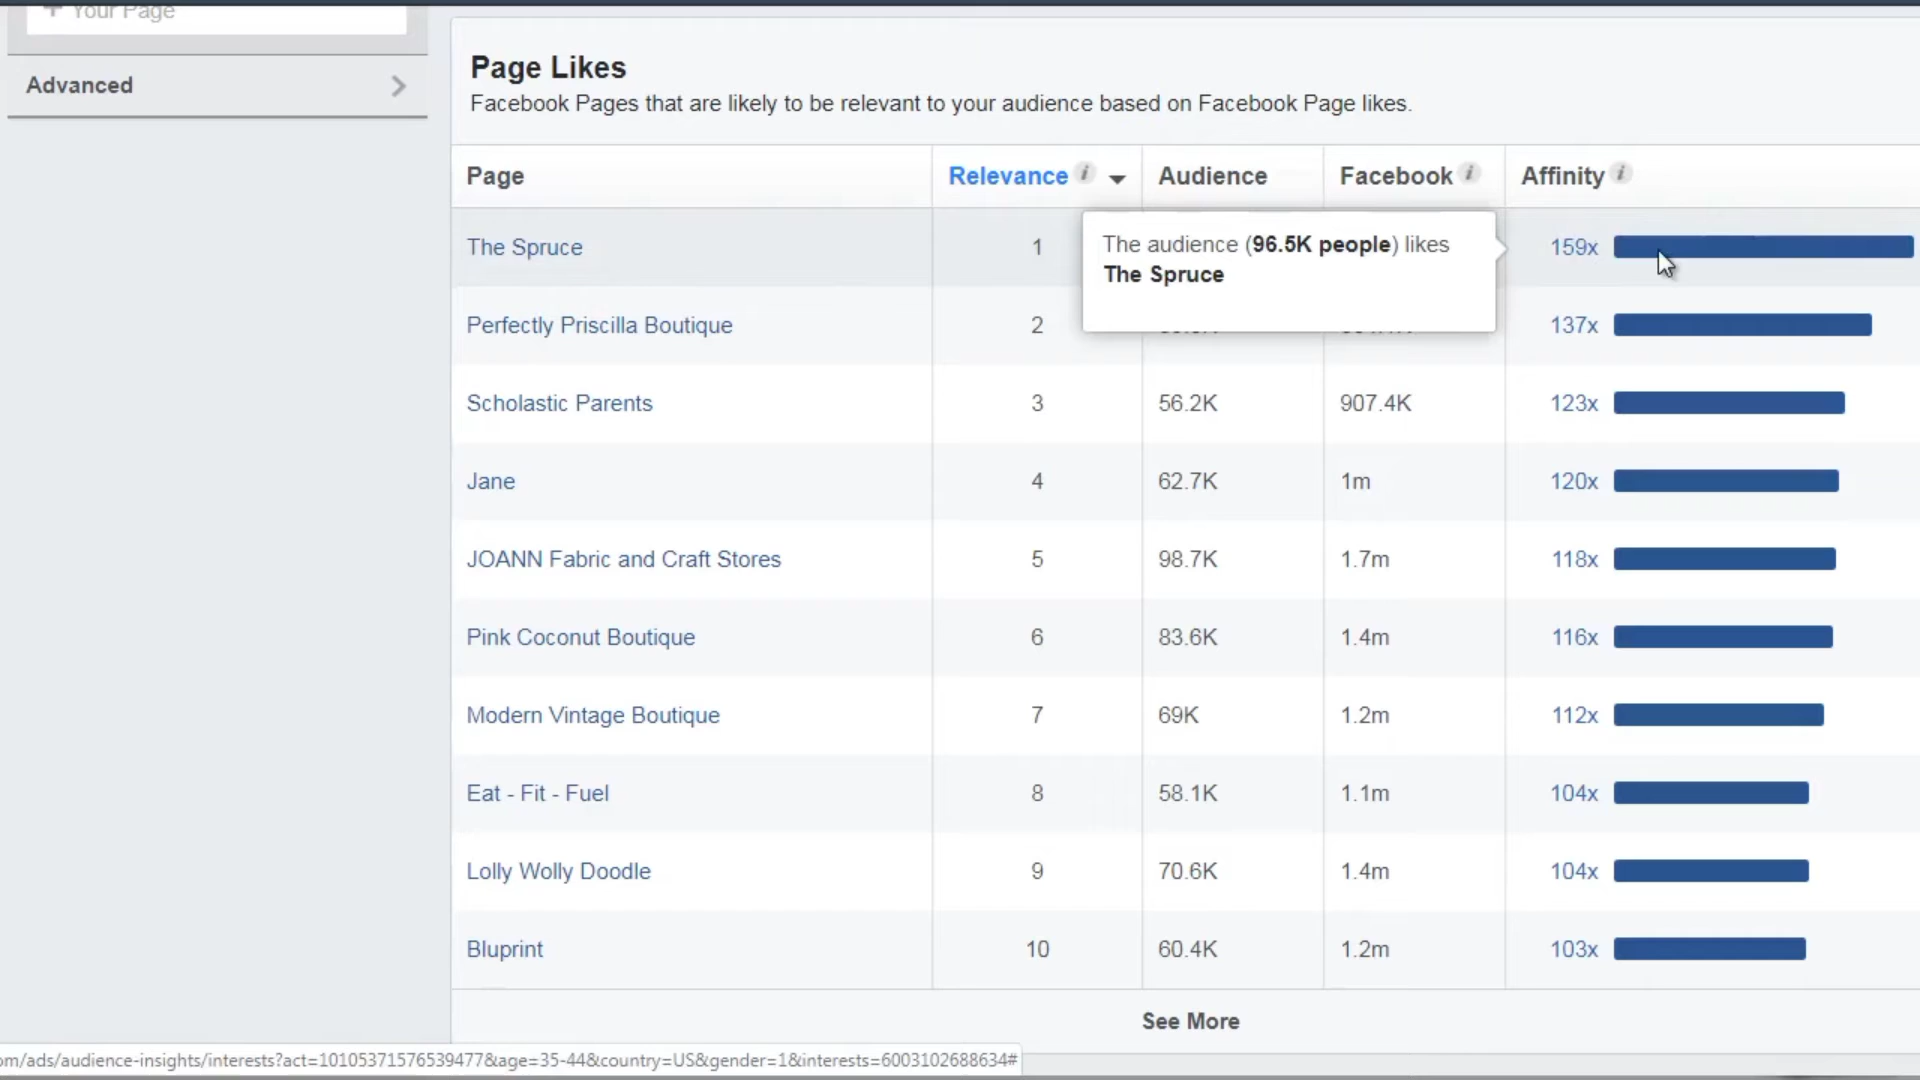 + Your Page
Advanced
Page Likes
Facebook Pages that are likely to be relevant to your audience based on Facebook Page likes.
Page Relevance i Audience Facebook i Affinity i
The Spruce 1 159x
The audience (96.5K people) likes
The Spruce
Perfectly Priscilla Boutique 2 137x
Scholastic Parents 3 56.2K 907.4K 123x
Jane 4 62.7K 1m 120x
JOANN Fabric and Craft Stores 5 98.7K 1.7m 118x
Pink Coconut Boutique 6 83.6K 1.4m 116x
Modern Vintage Boutique 7 69K 1.2m 112x
Eat - Fit - Fuel 8 58.1K 1.1m 104x
Lolly Wolly Doodle 9 70.6K 1.4m 104x
Bluprint 10 60.4K 1.2m 103x
See More
om/ads/audience-insights/interests?act=10105371576539477&age=35-44&country=US&gender=1&interests=6003102688634#